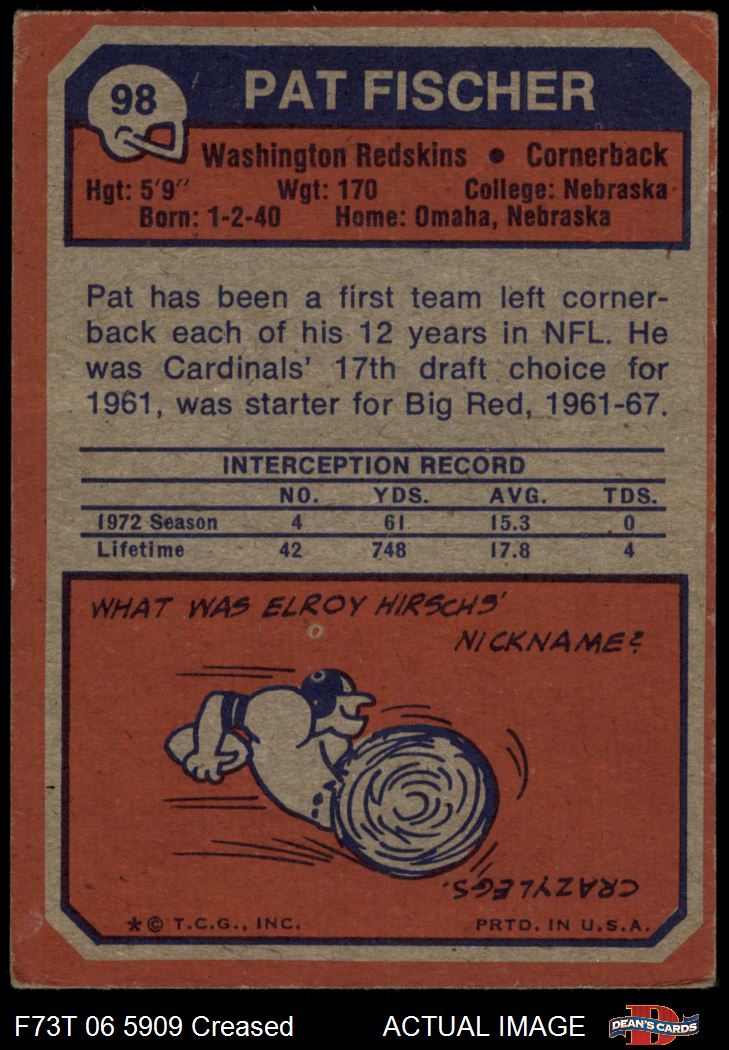 98
PAT FISCHER
Washington Redskins • Cornerback
Hgt: 5'9" Wgt: 170 College: Nebraska
Born: 1-2-40 Home: Omaha, Nebraska
Pat has been a first team left corner-
back each of his 12 years in NFL. He
was Cardinals' 17th draft choice for
1961, was starter for Big Red, 1961-67.
INTERCEPTION RECORD
NO. YDS. AVG. TDS.
1972 Season 4 61 15.3 0
Lifetime 42 748 17.8 4
WHAT WAS ELROY HIRSCHS'
NICKNAME?
CRAZYLEGS.
*© T.C.G., INC. PRTD. IN U.S.A.
F73T 06 5909 Creased ACTUAL IMAGE
DEAN'S CARDS